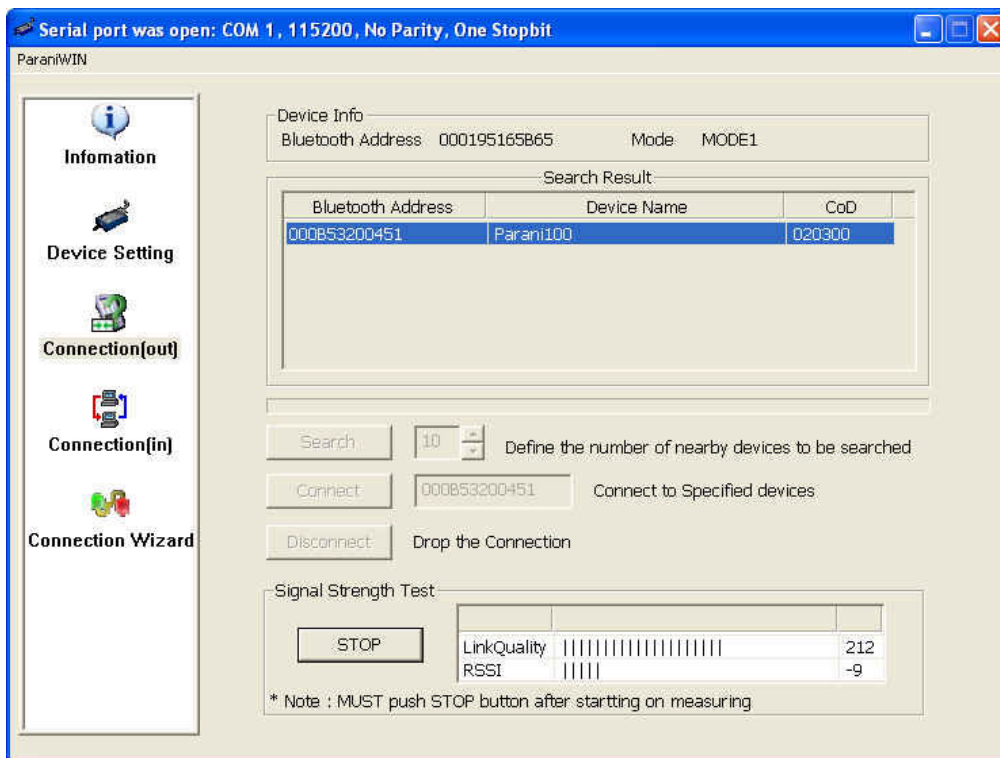 Serial port was open: COM 1, 115200, No Parity, One Stopbit
ParaniWIN
Infomation
Device Setting
Connection(out)
Connection(in)
Connection Wizard
Device Info
Bluetooth Address 000195165B65 Mode MODE1
Search Result
Bluetooth Address Device Name CoD
000B53200451 Parani100 020300
Search 10 Define the number of nearby devices to be searched
Connect 000B53200451 Connect to Specified devices
Disconnect Drop the Connection
Signal Strength Test
STOP
LinkQuality |||||||||||||||||||||| 212
RSSI ||||| -9
* Note : MUST push STOP button after startting on measuring